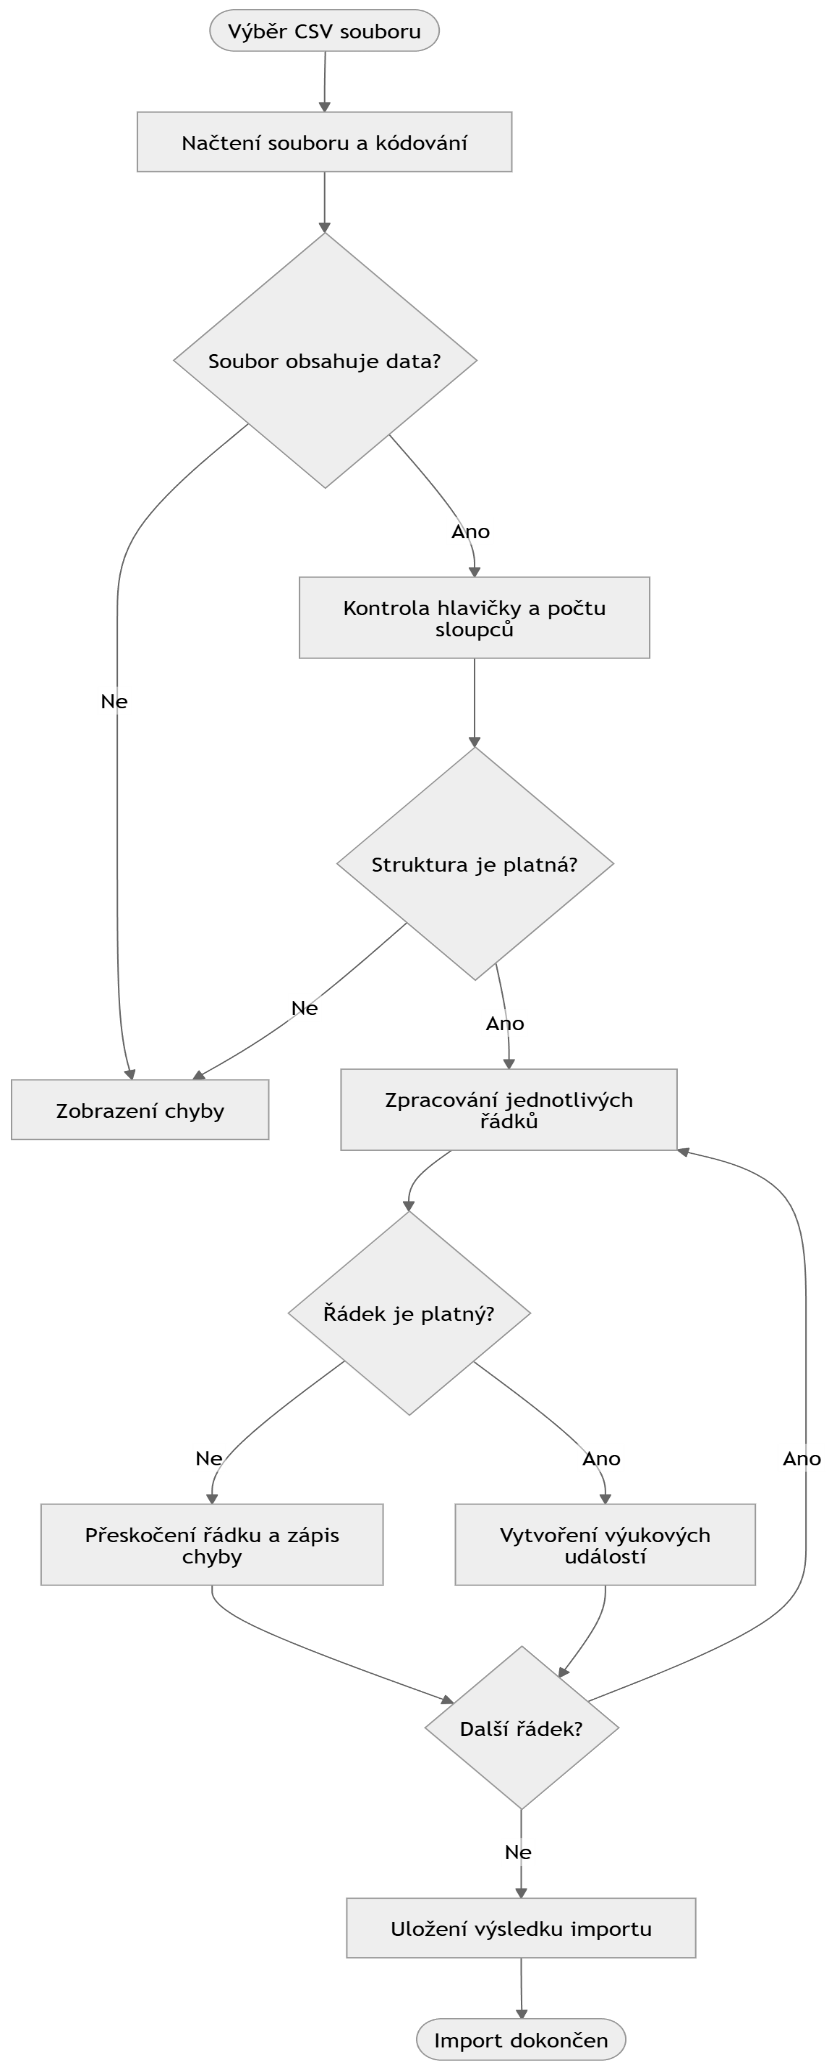 Výběr CSV souboru
Načtení souboru a kódování
Soubor obsahuje data?
Ano
Kontrola hlavičky a počtu
sloupců
Ne
Struktura je platná?
Ne
Ano
Zobrazení chyby
Zpracování jednotlivých
řádků
Řádek je platný?
Ne
Ano
Ano
Přeskočení řádku a zápis
chyby
Vytvoření výukových
událostí
Další řádek?
Ne
Uložení výsledku importu
Import dokončen